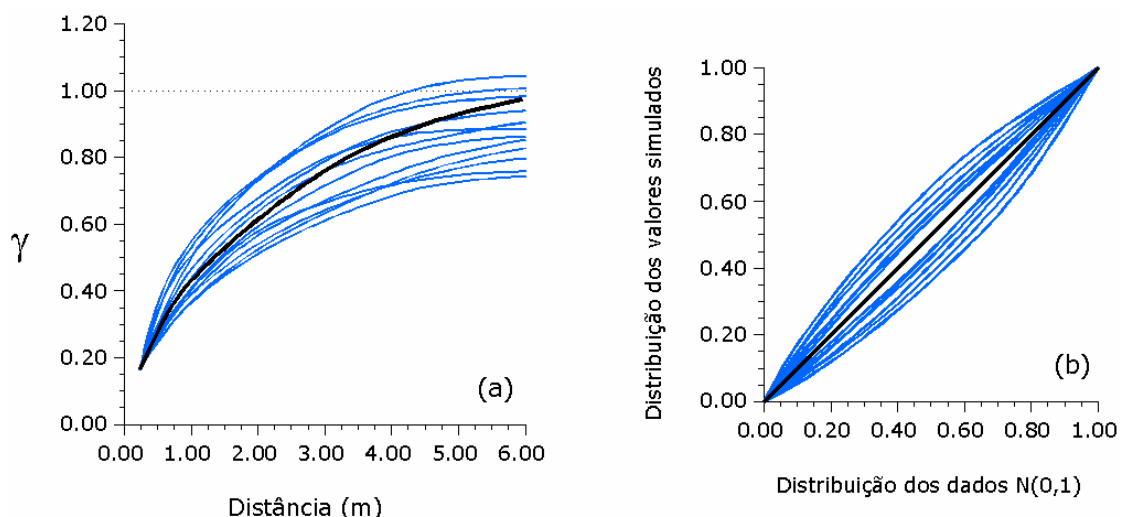 1.20
1.00
0.80
0.60
γ
0.40
0.20
0.00
(a)
0.00 1.00 2.00 3.00 4.00 5.00 6.00
Distância (m)
Distribuição dos valores simulados
1.00
0.80
0.60
0.40
0.20
0.00
(b)
0.00 0.20 0.40 0.60 0.80 1.00
Distribuição dos dados N(0,1)